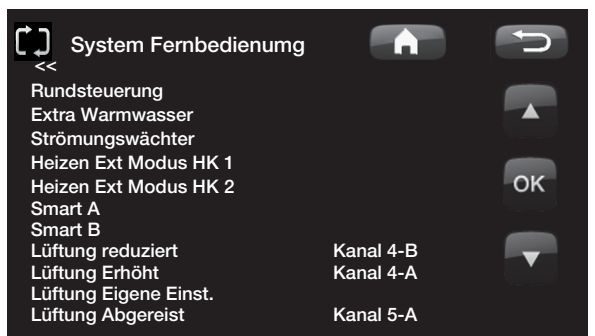 System Fernbedienumg
<<
Rundsteuerung
Extra Warmwasser
Strömungswächter
Heizen Ext Modus HK 1
Heizen Ext Modus HK 2
OK
Smart A
Smart B
Lüftung reduziert Kanal 4-B
Lüftung Erhöht Kanal 4-A
Lüftung Eigene Einst.
Lüftung Abgereist Kanal 5-A